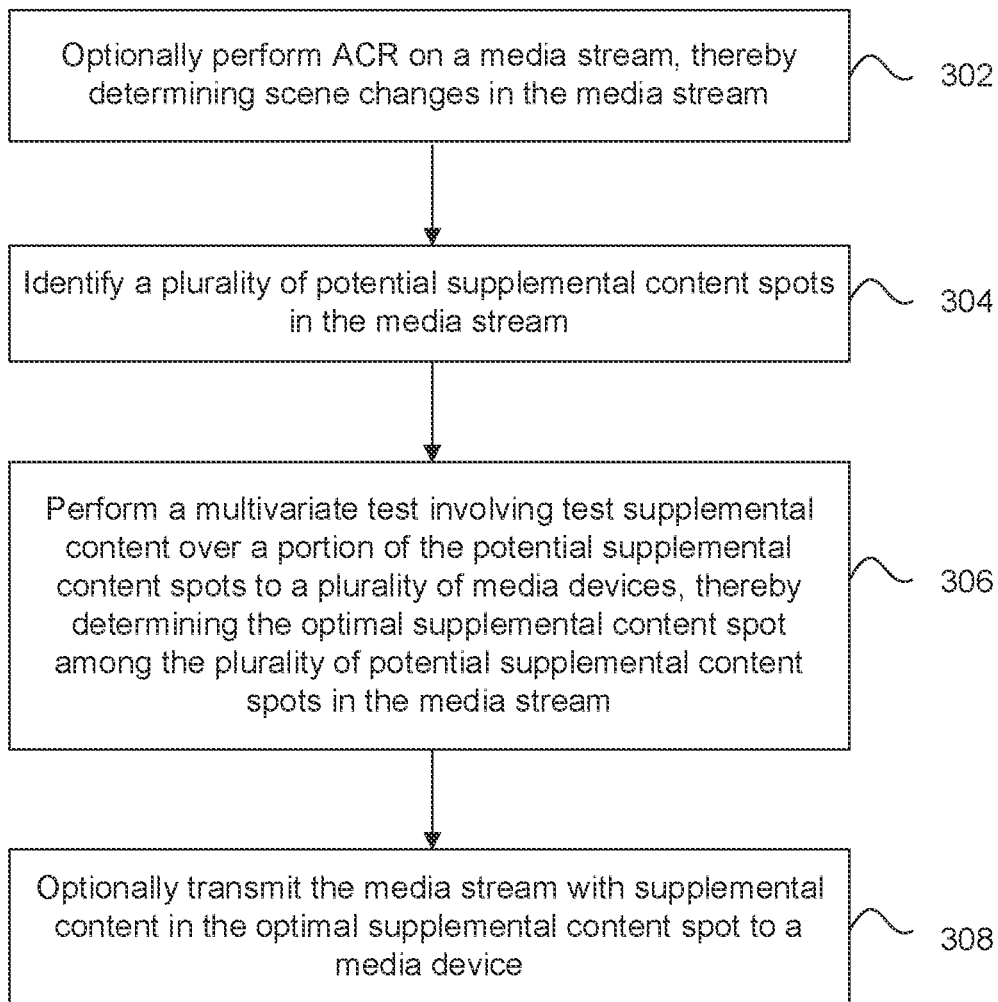 Optionally perform ACR on a media stream, thereby
determining scene changes in the media stream
302
Identify a plurality of potential supplemental content spots
in the media stream
304
Perform a multivariate test involving test supplemental
content over a portion of the potential supplemental
content spots to a plurality of media devices, thereby
determining the optimal supplemental content spot
among the plurality of potential supplemental content
spots in the media stream
306
Optionally transmit the media stream with supplemental
content in the optimal supplemental content spot to a
media device
308